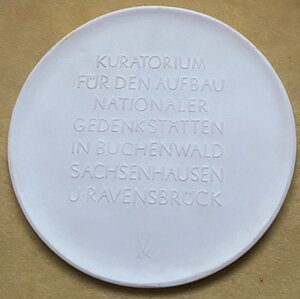 KURATORIUM
FÜR DEN AUFBAU
NATIONALER
GEDENKSTÄTTEN
IN BUCHENWALD
SACHSENHAUSEN
U·RAVENSBRÜCK